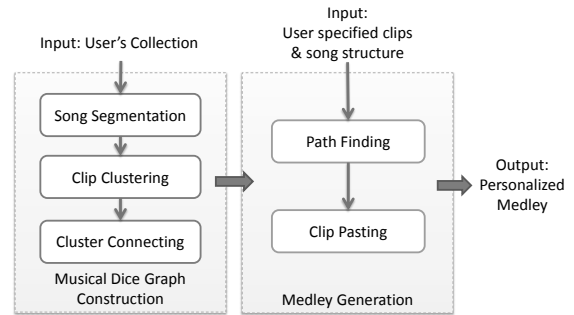 Input: User's Collection
Song Segmentation
Clip Clustering
Cluster Connecting
Musical Dice Graph
Construction
Input:
User specified clips
& song structure
Path Finding
Clip Pasting
Medley Generation
Output:
Personalized
Medley